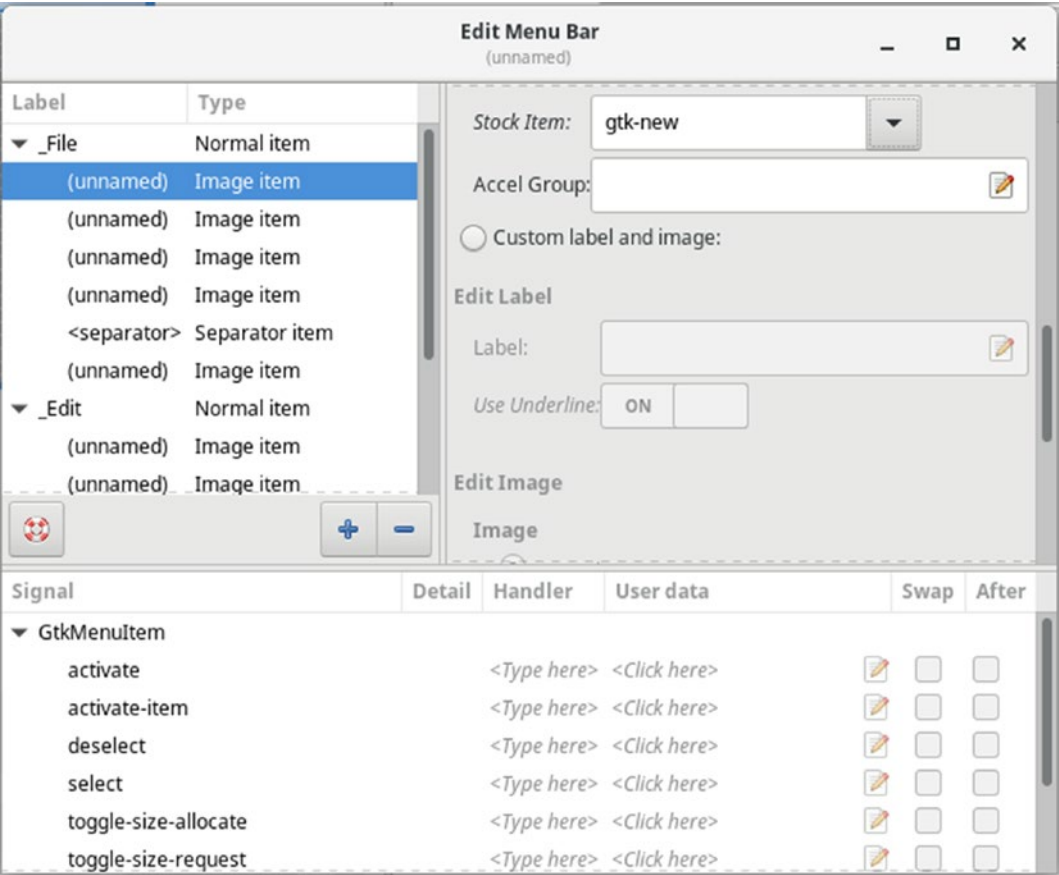 Edit Menu Bar
(unnamed)
Label Type
_File Normal item
(unnamed) Image item
(unnamed) Image item
(unnamed) Image item
(unnamed) Image item
<separator> Separator item
(unnamed) Image item
_Edit Normal item
(unnamed) Image item
(unnamed) Image item
Stock Item: gtk-new
Accel Group:
Custom label and image:
Edit Label
Label:
Use Underline: ON
Edit Image
Image
Signal Detail Handler User data Swap After
GtkMenuItem
activate <Type here> <Click here>
activate-item <Type here> <Click here>
deselect <Type here> <Click here>
select <Type here> <Click here>
toggle-size-allocate <Type here> <Click here>
toggle-size-request <Type here> <Click here>